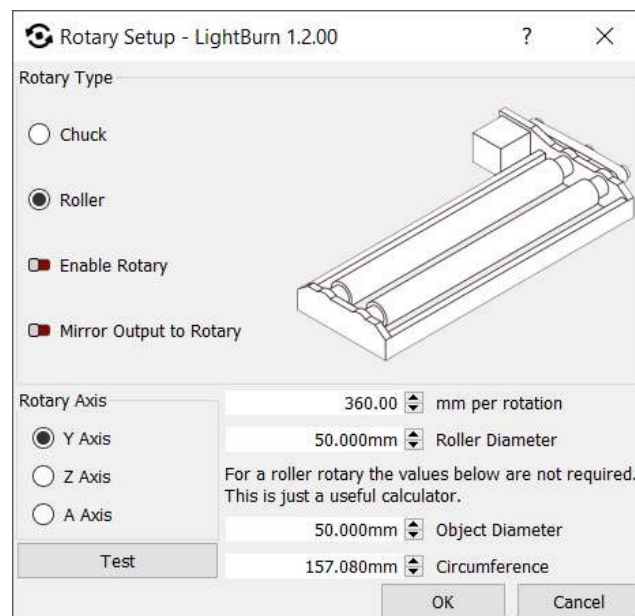 Rotary Setup - LightBurn 1.2.00
Rotary Type
Chuck
Roller
Enable Rotary
Mirror Output to Rotary
Rotary Axis
Y Axis
Z Axis
A Axis
Test
360.00 mm per rotation
50.000mm Roller Diameter
For a roller rotary the values below are not required.
This is just a useful calculator.
50.000mm Object Diameter
157.080mm Circumference
OK Cancel